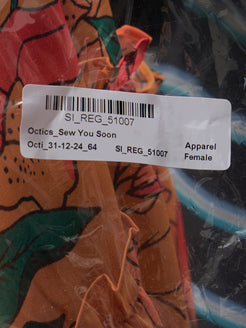 SI_REG_51007
Octics_Sew You Soon
Octi_31-12-24_64 SI_REG_51007 Apparel
Female